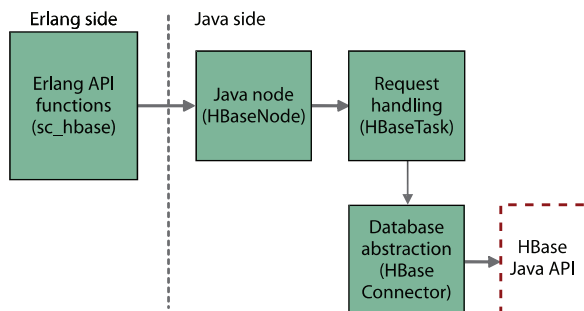 Erlang side
Java side
Erlang API
functions
(sc_hbase)
Java node
(HBaseNode)
Request
handling
(HBaseTask)
Database
abstraction
(HBase
Connector)
HBase
Java API